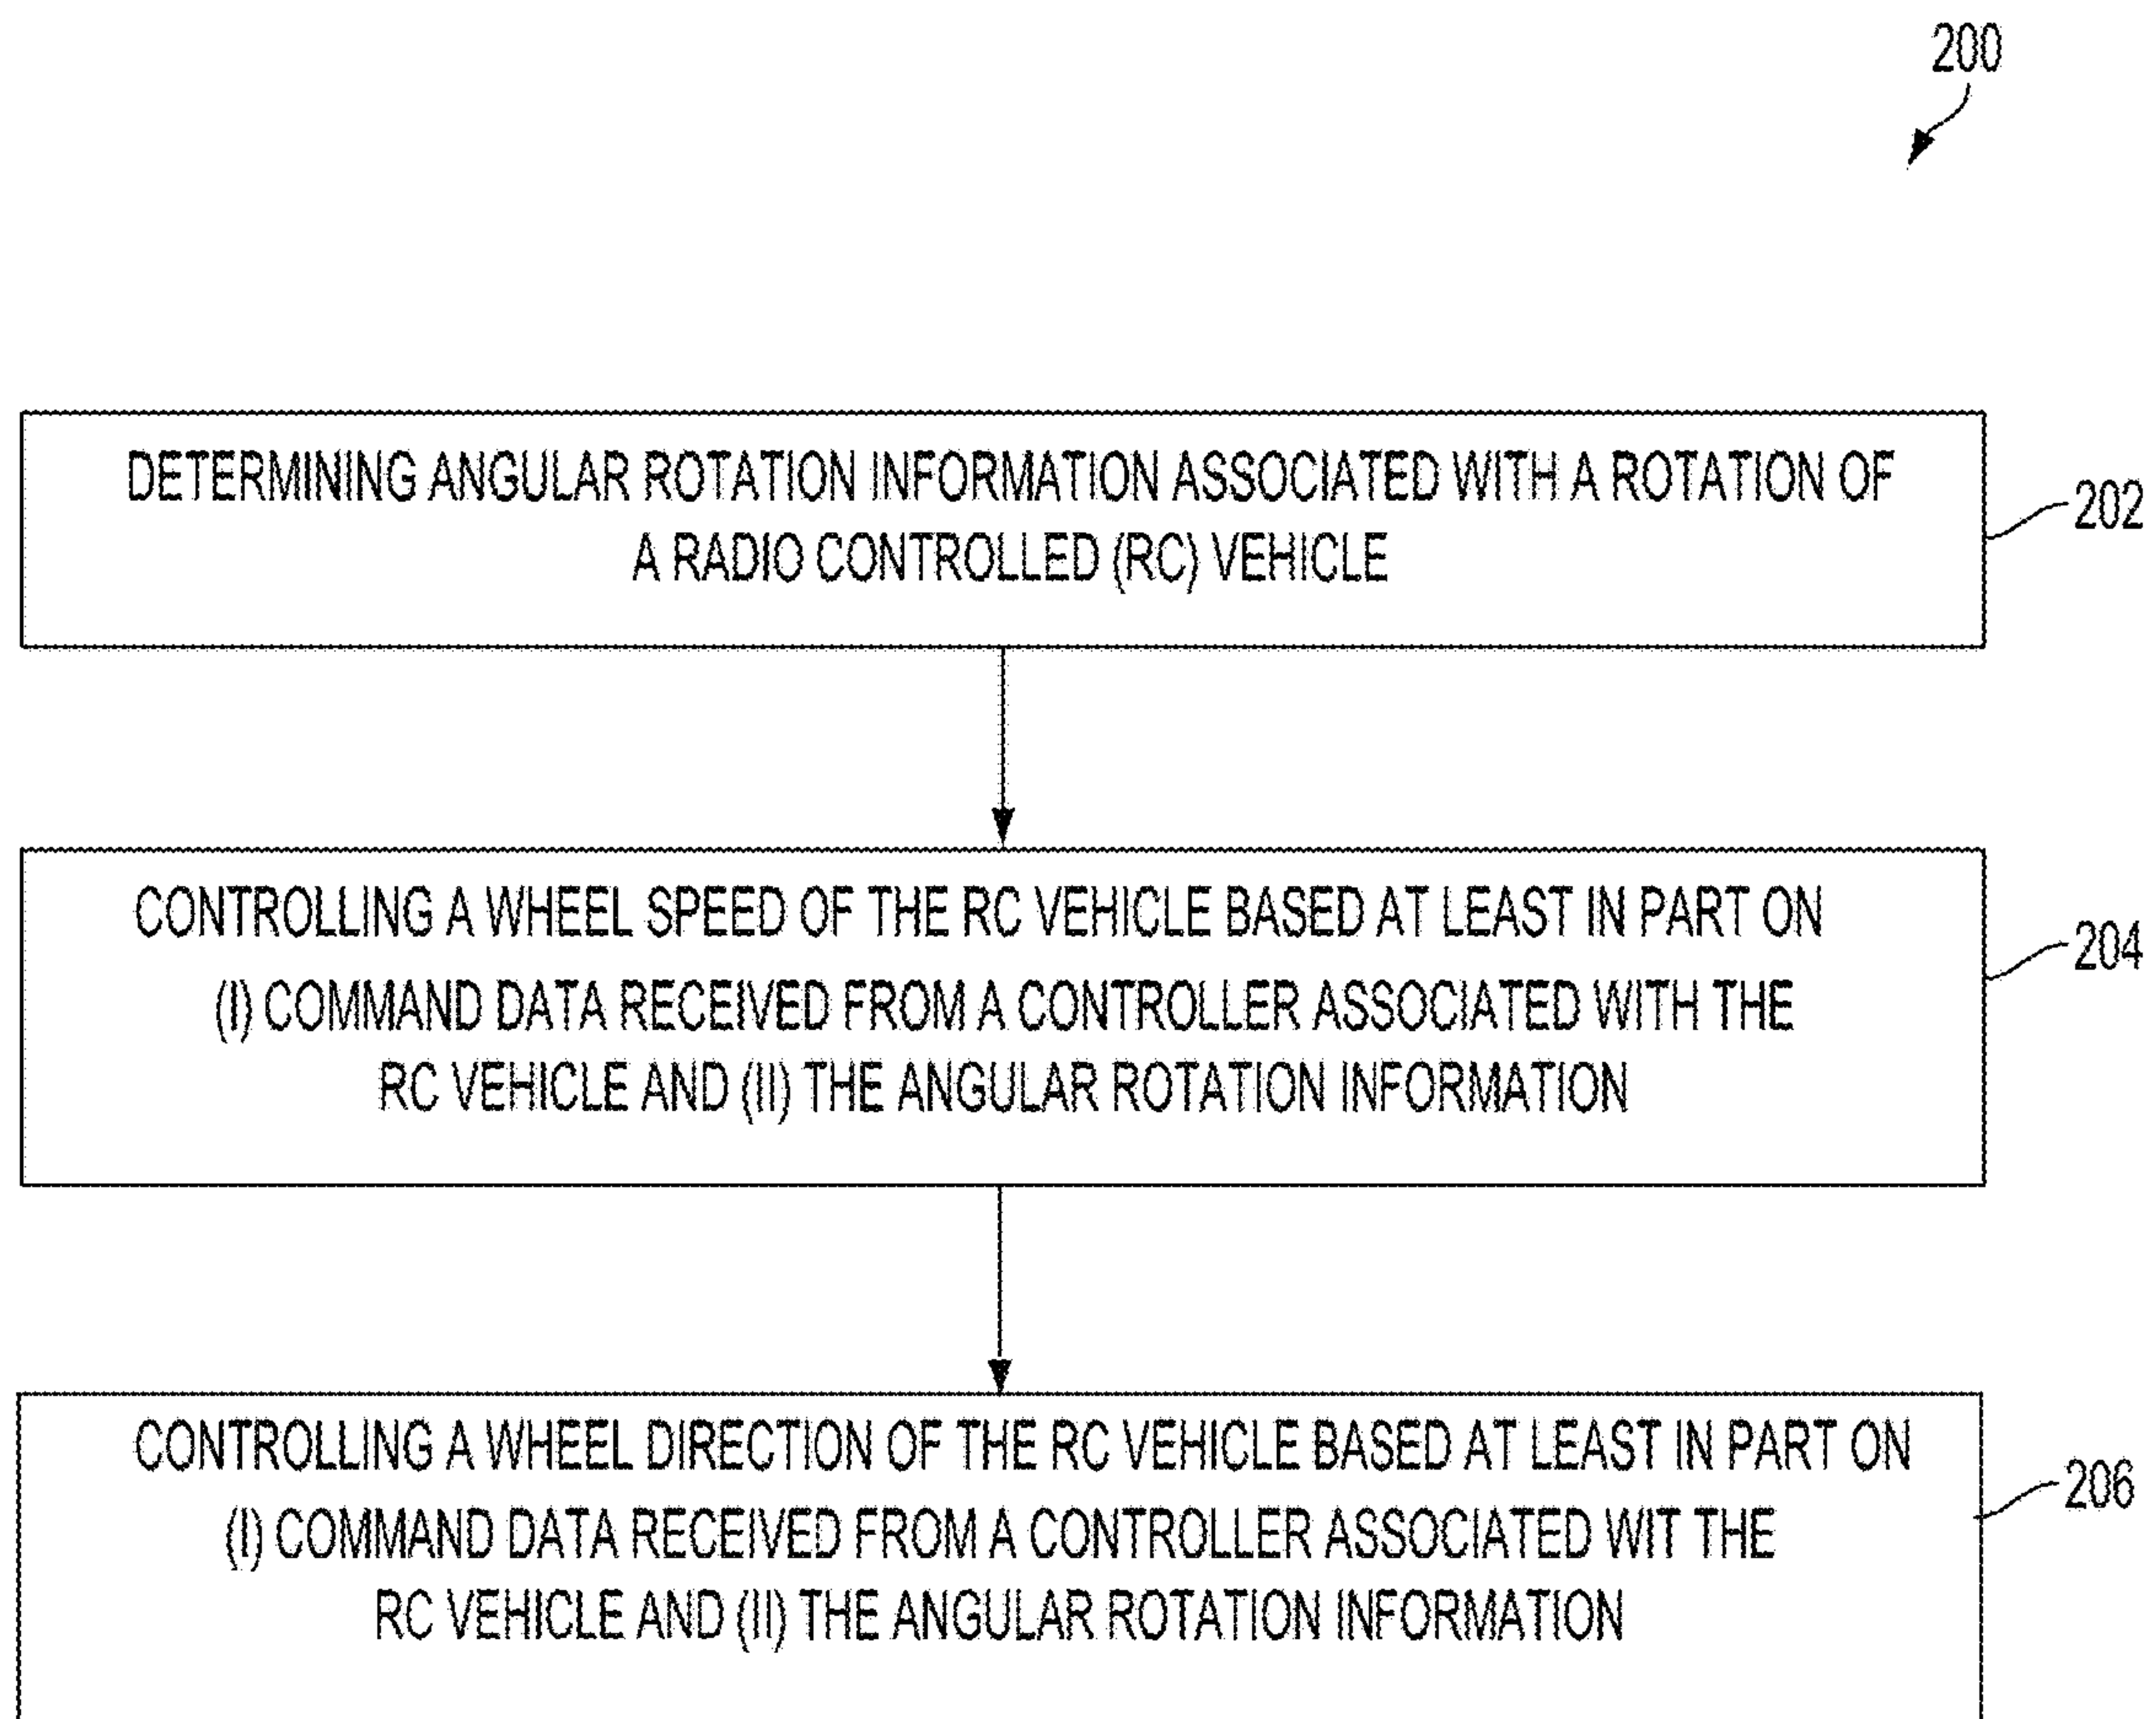 200
DETERMINING ANGULAR ROTATION INFORMATION ASSOCIATED WITH A ROTATION OF
A RADIO CONTROLLED (RC) VEHICLE
202
CONTROLLING A WHEEL SPEED OF THE RC VEHICLE BASED AT LEAST IN PART ON
(I) COMMAND DATA RECEIVED FROM A CONTROLLER ASSOCIATED WITH THE
RC VEHICLE AND (II) THE ANGULAR ROTATION INFORMATION
204
CONTROLLING A WHEEL DIRECTION OF THE RC VEHICLE BASED AT LEAST IN PART ON
(I) COMMAND DATA RECEIVED FROM A CONTROLLER ASSOCIATED WIT THE
RC VEHICLE AND (II) THE ANGULAR ROTATION INFORMATION
206